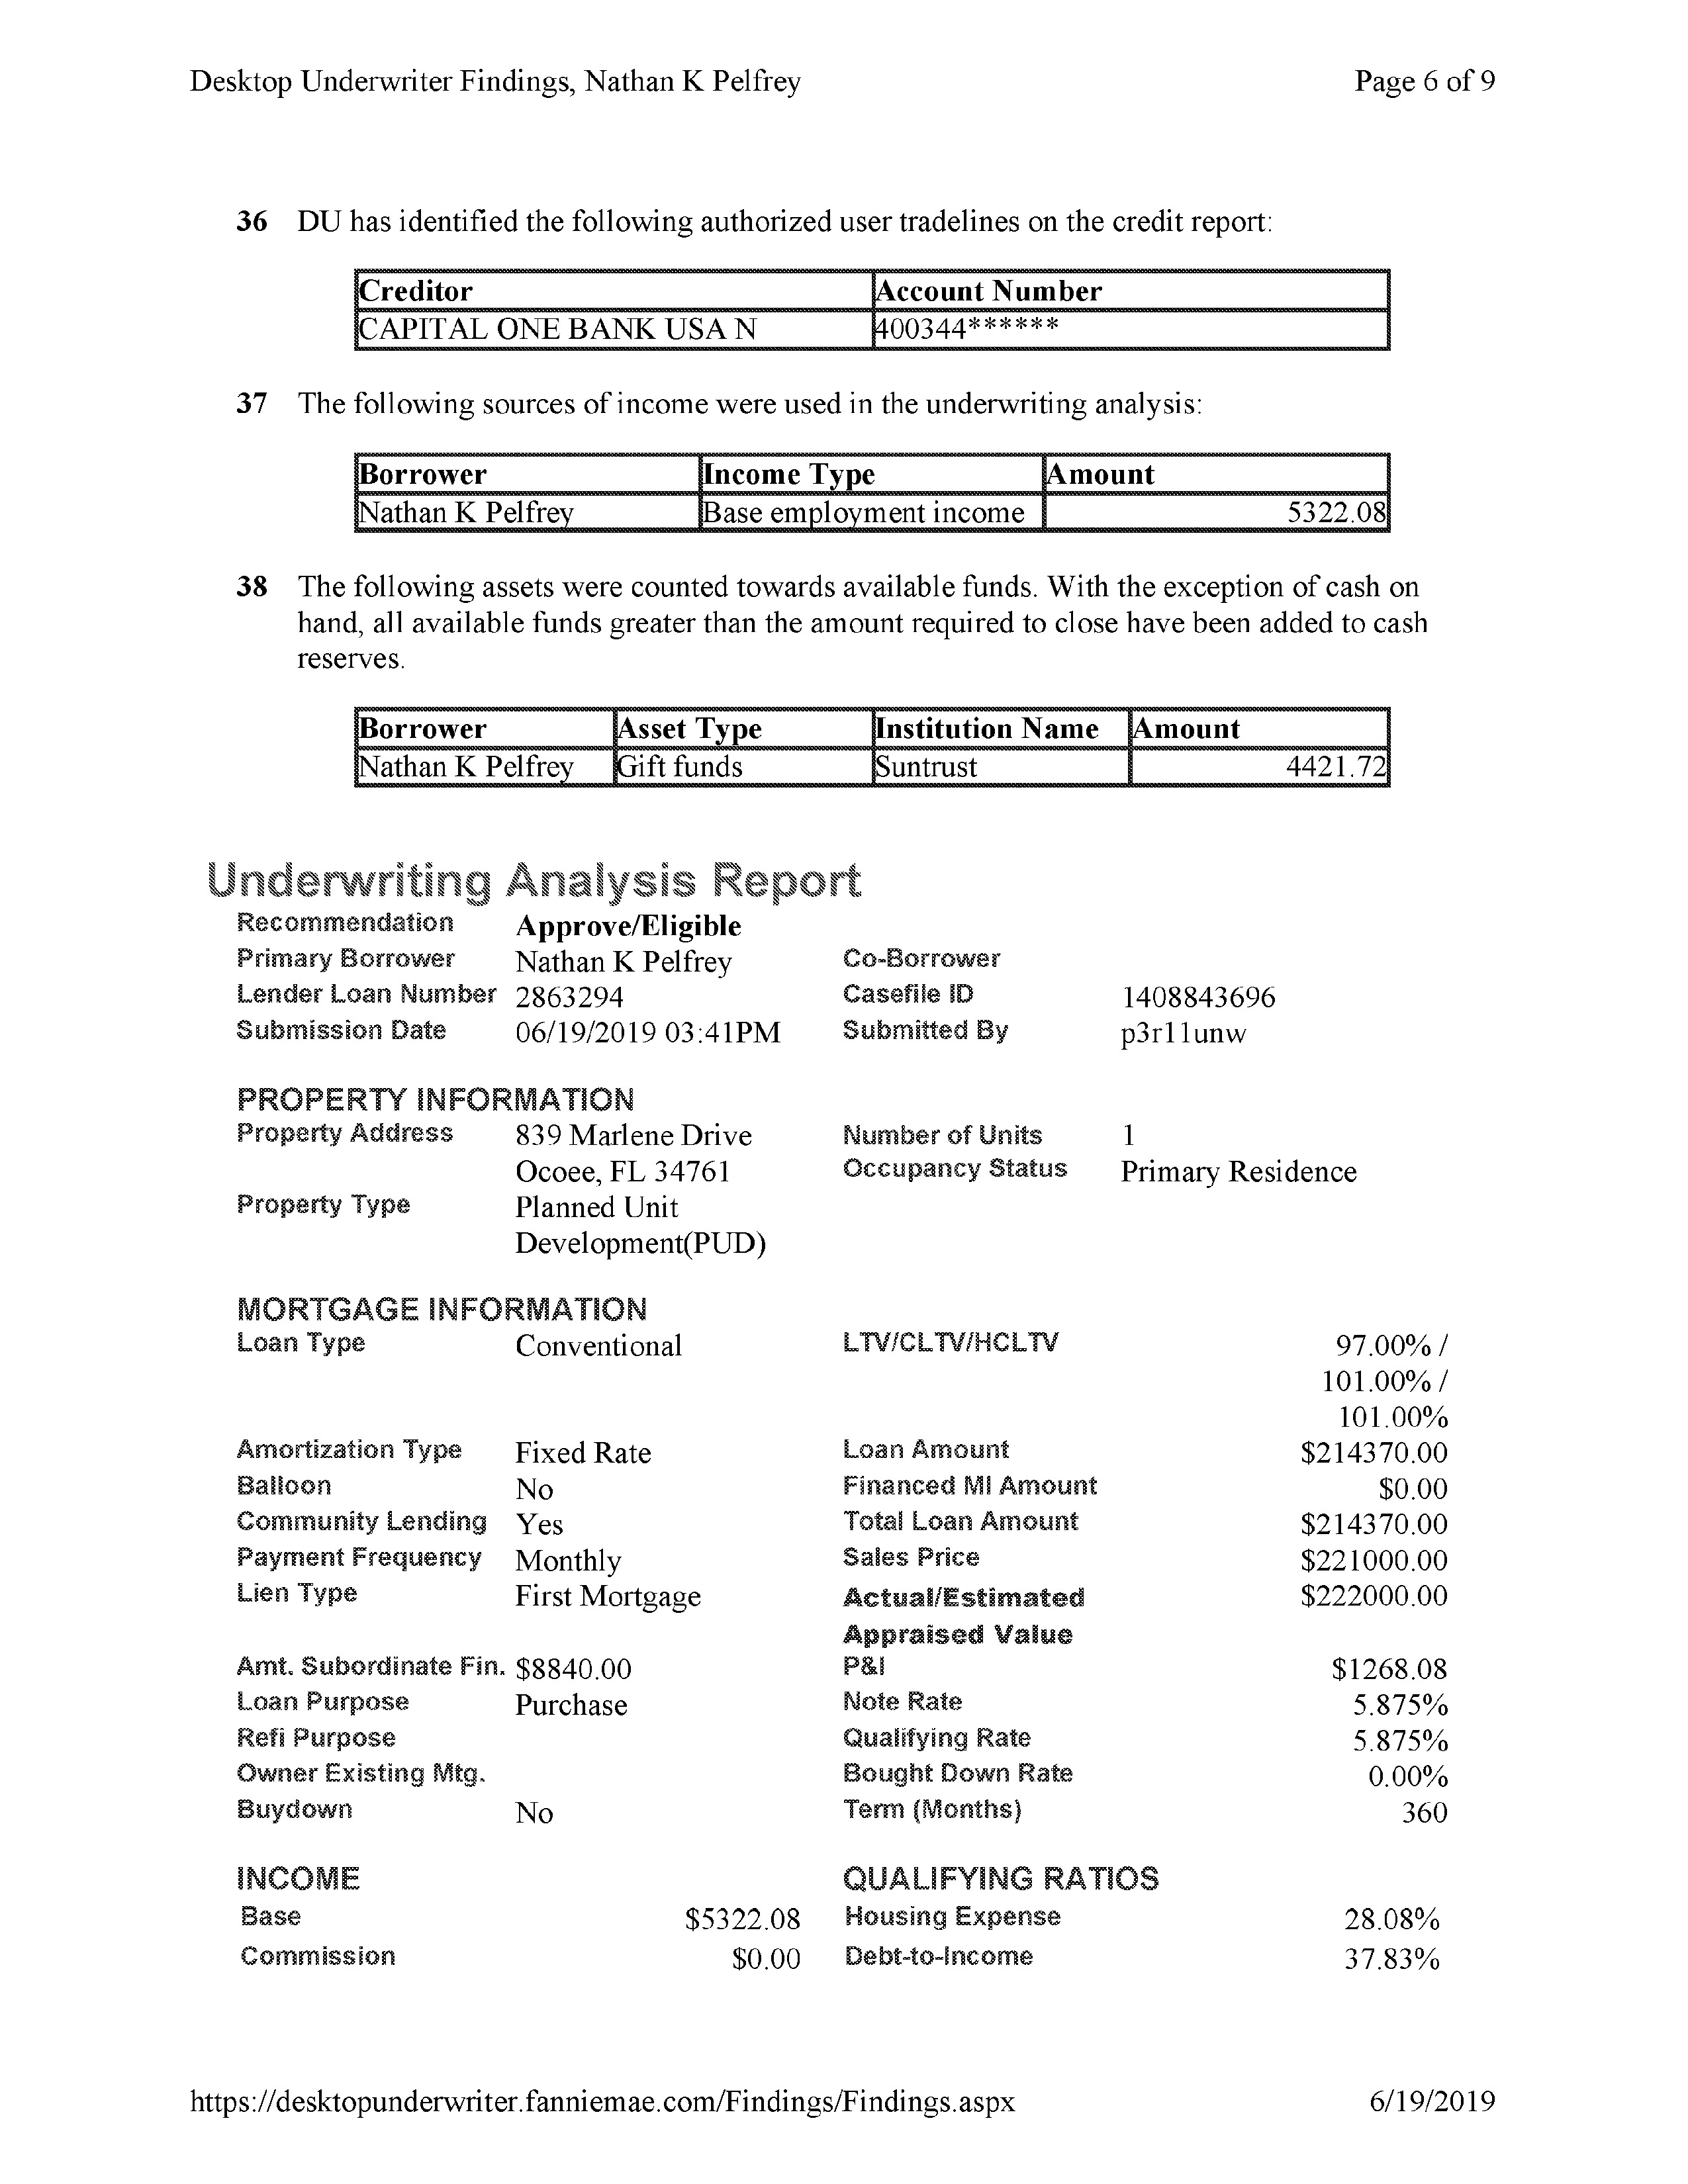 Desktop Underwriter Findings, Nathan K Pelfrey Page 6 of 9
36 DU has identified the following authorized user tradelines on the credit report:
Creditor Account Number
CAPITAL ONE BANK USA N 400344******
37 The following sources of income were used in the underwriting analysis:
Borrower Income Type Amount
Nathan K Pelfrey Base employment income 5322.08
38 The following assets were counted towards available funds. With the exception of cash on
hand, all available funds greater than the amount required to close have been added to cash
reserves.
Borrower Asset Type Institution Name Amount
Nathan K Pelfrey Gift funds Suntrust 4421.72
Underwriting Analysis Report
Recommendation Approve/Eligible
Primary Borrower Nathan K Pelfrey Co-Borrower
Lender Loan Number 2863294 Casefile ID 1408843696
Submission Date 06/19/2019 03:41PM Submitted By p3r11unw
PROPERTY INFORMATION
Property Address 839 Marlene Drive Number of Units 1
Ocoee, FL 34761 Occupancy Status Primary Residence
Property Type Planned Unit
Development(PUD)
MORTGAGE INFORMATION
Loan Type Conventional LTV/CLTV/HCLTV 97.00% /
101.00% /
101.00%
Amortization Type Fixed Rate Loan Amount $214370.00
Balloon No Financed MI Amount $0.00
Community Lending Yes Total Loan Amount $214370.00
Payment Frequency Monthly Sales Price $221000.00
Lien Type First Mortgage Actual/Estimated $222000.00
Appraised Value
Amt. Subordinate Fin. $8840.00 P&I $1268.08
Loan Purpose Purchase Note Rate 5.875%
Refi Purpose Qualifying Rate 5.875%
Owner Existing Mtg. Bought Down Rate 0.00%
Buydown No Term (Months) 360
INCOME QUALIFYING RATIOS
Base $5322.08 Housing Expense 28.08%
Commission $0.00 Debt-to-Income 37.83%
https://desktopunderwriter.fanniemae.com/Findings/Findings.aspx 6/19/2019